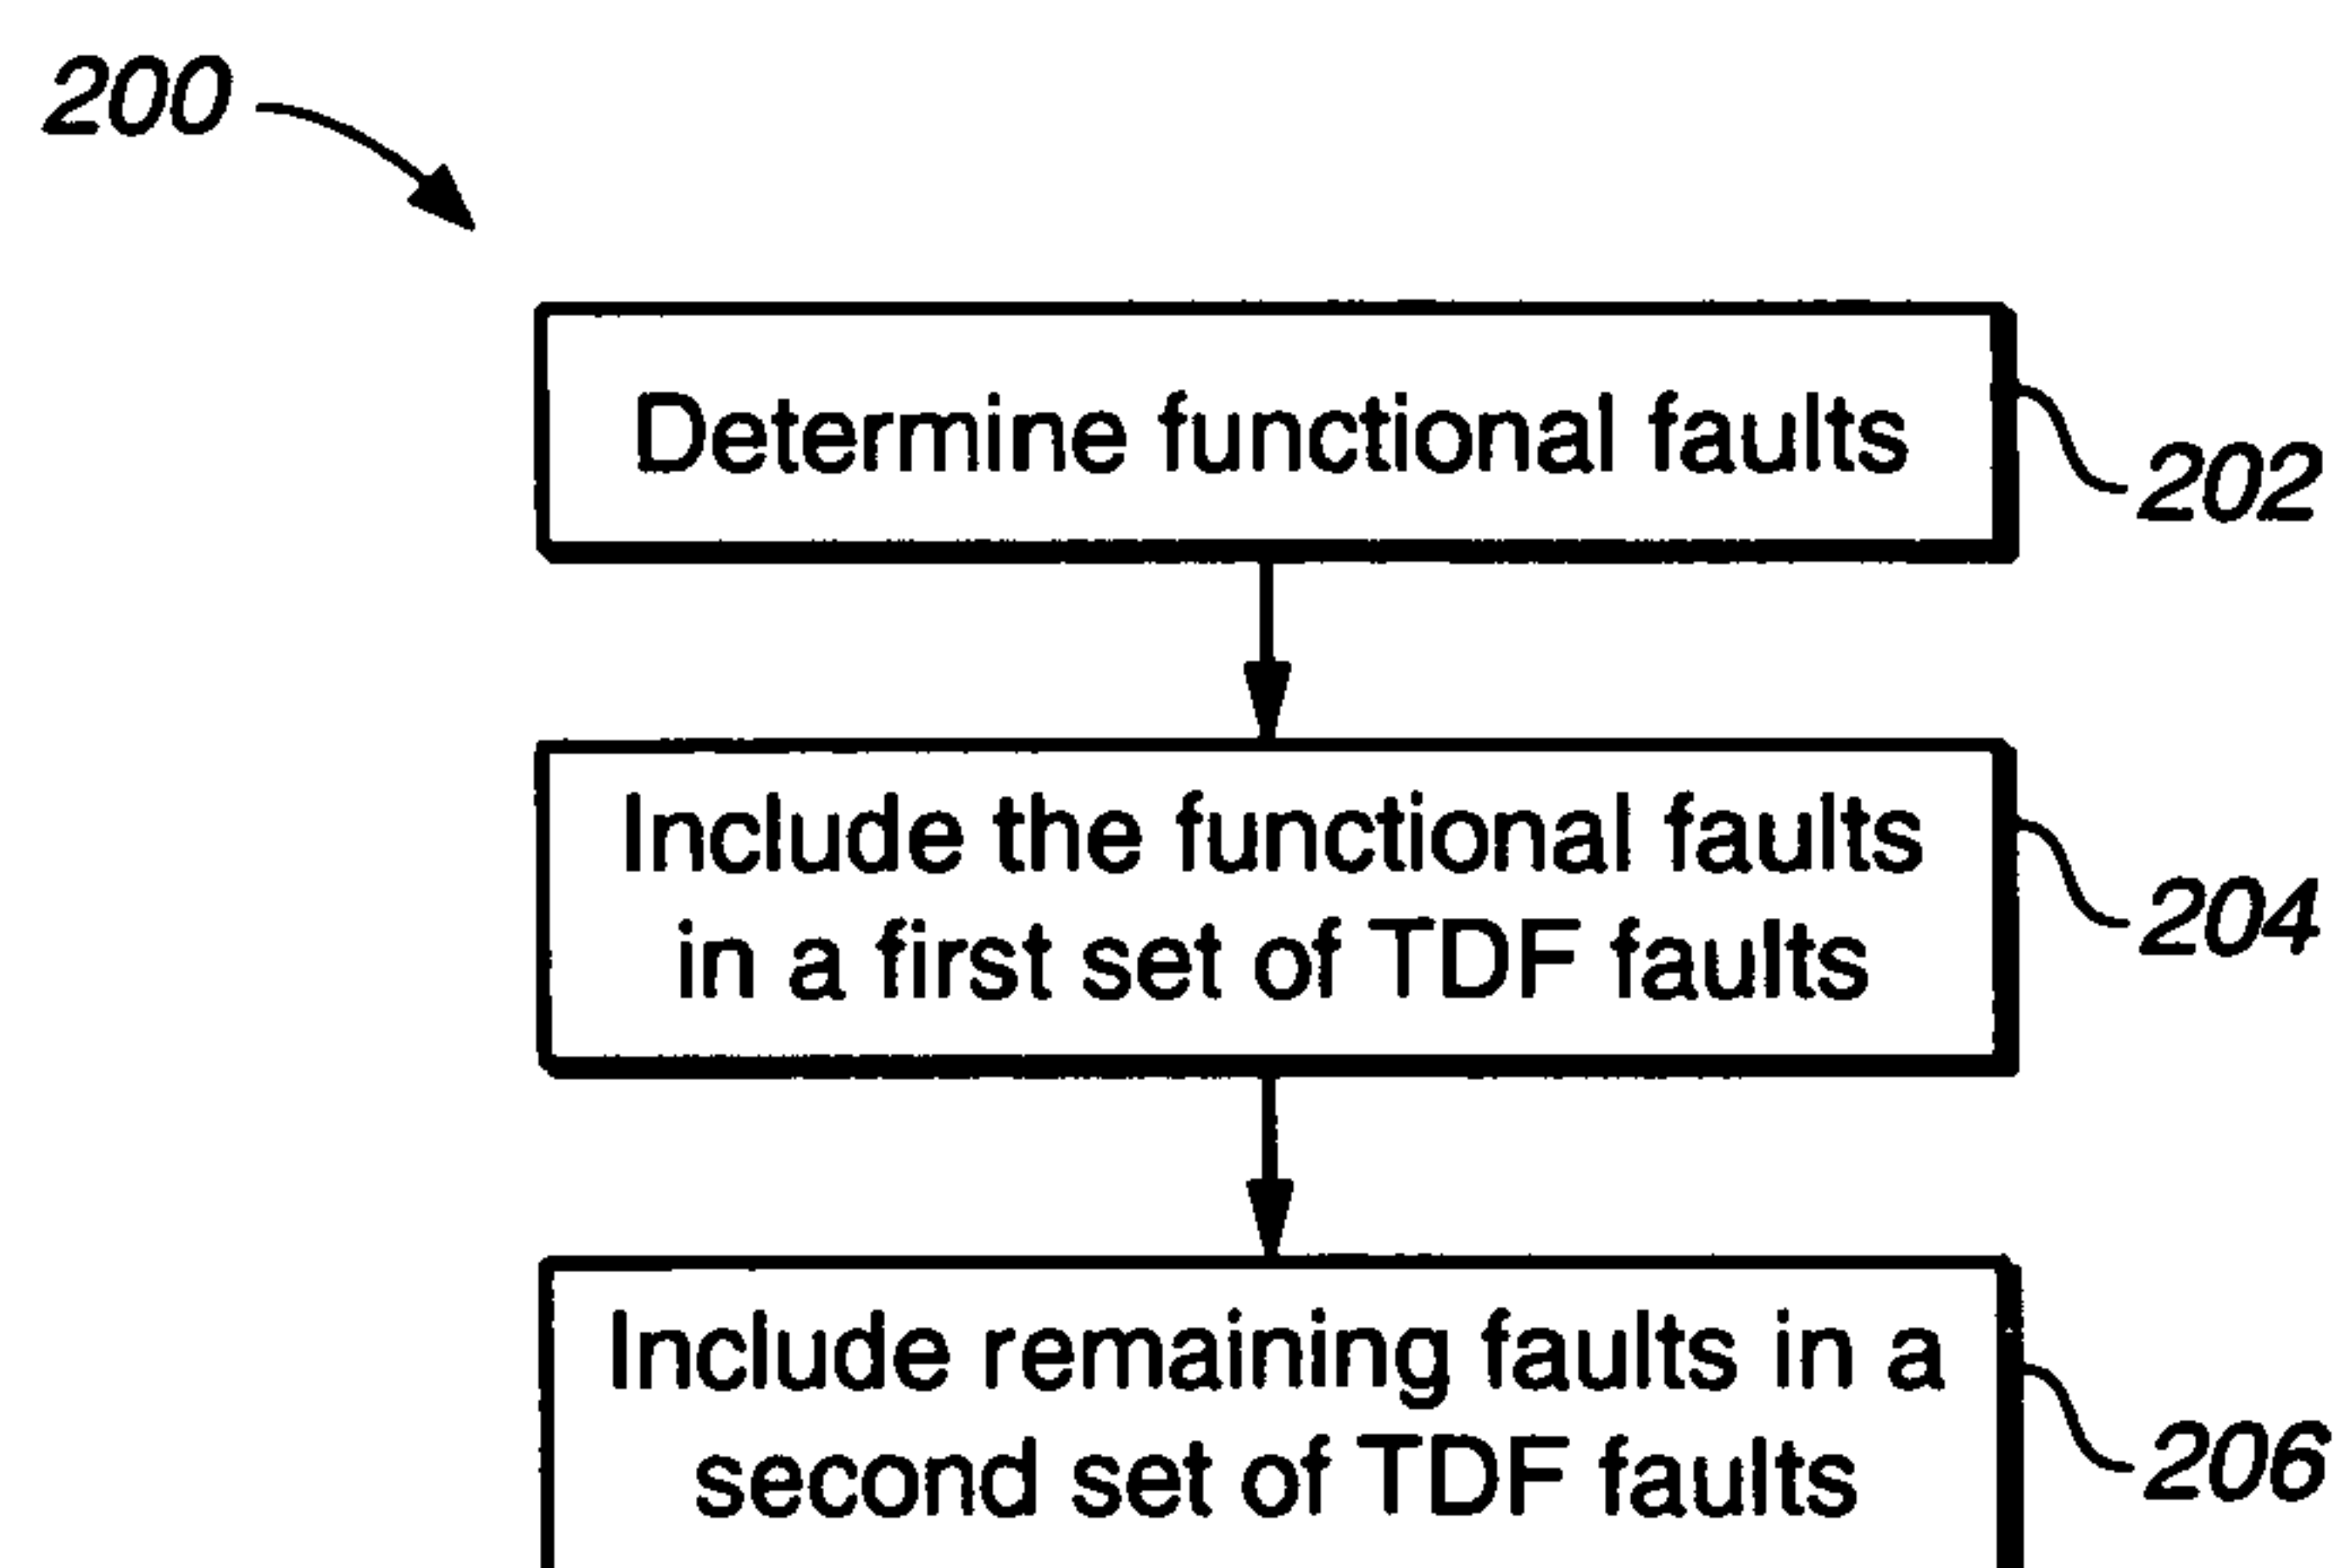 200
Determine functional faults
202
Include the functional faults
in a first set of TDF faults
204
Include remaining faults in a
second set of TDF faults
206